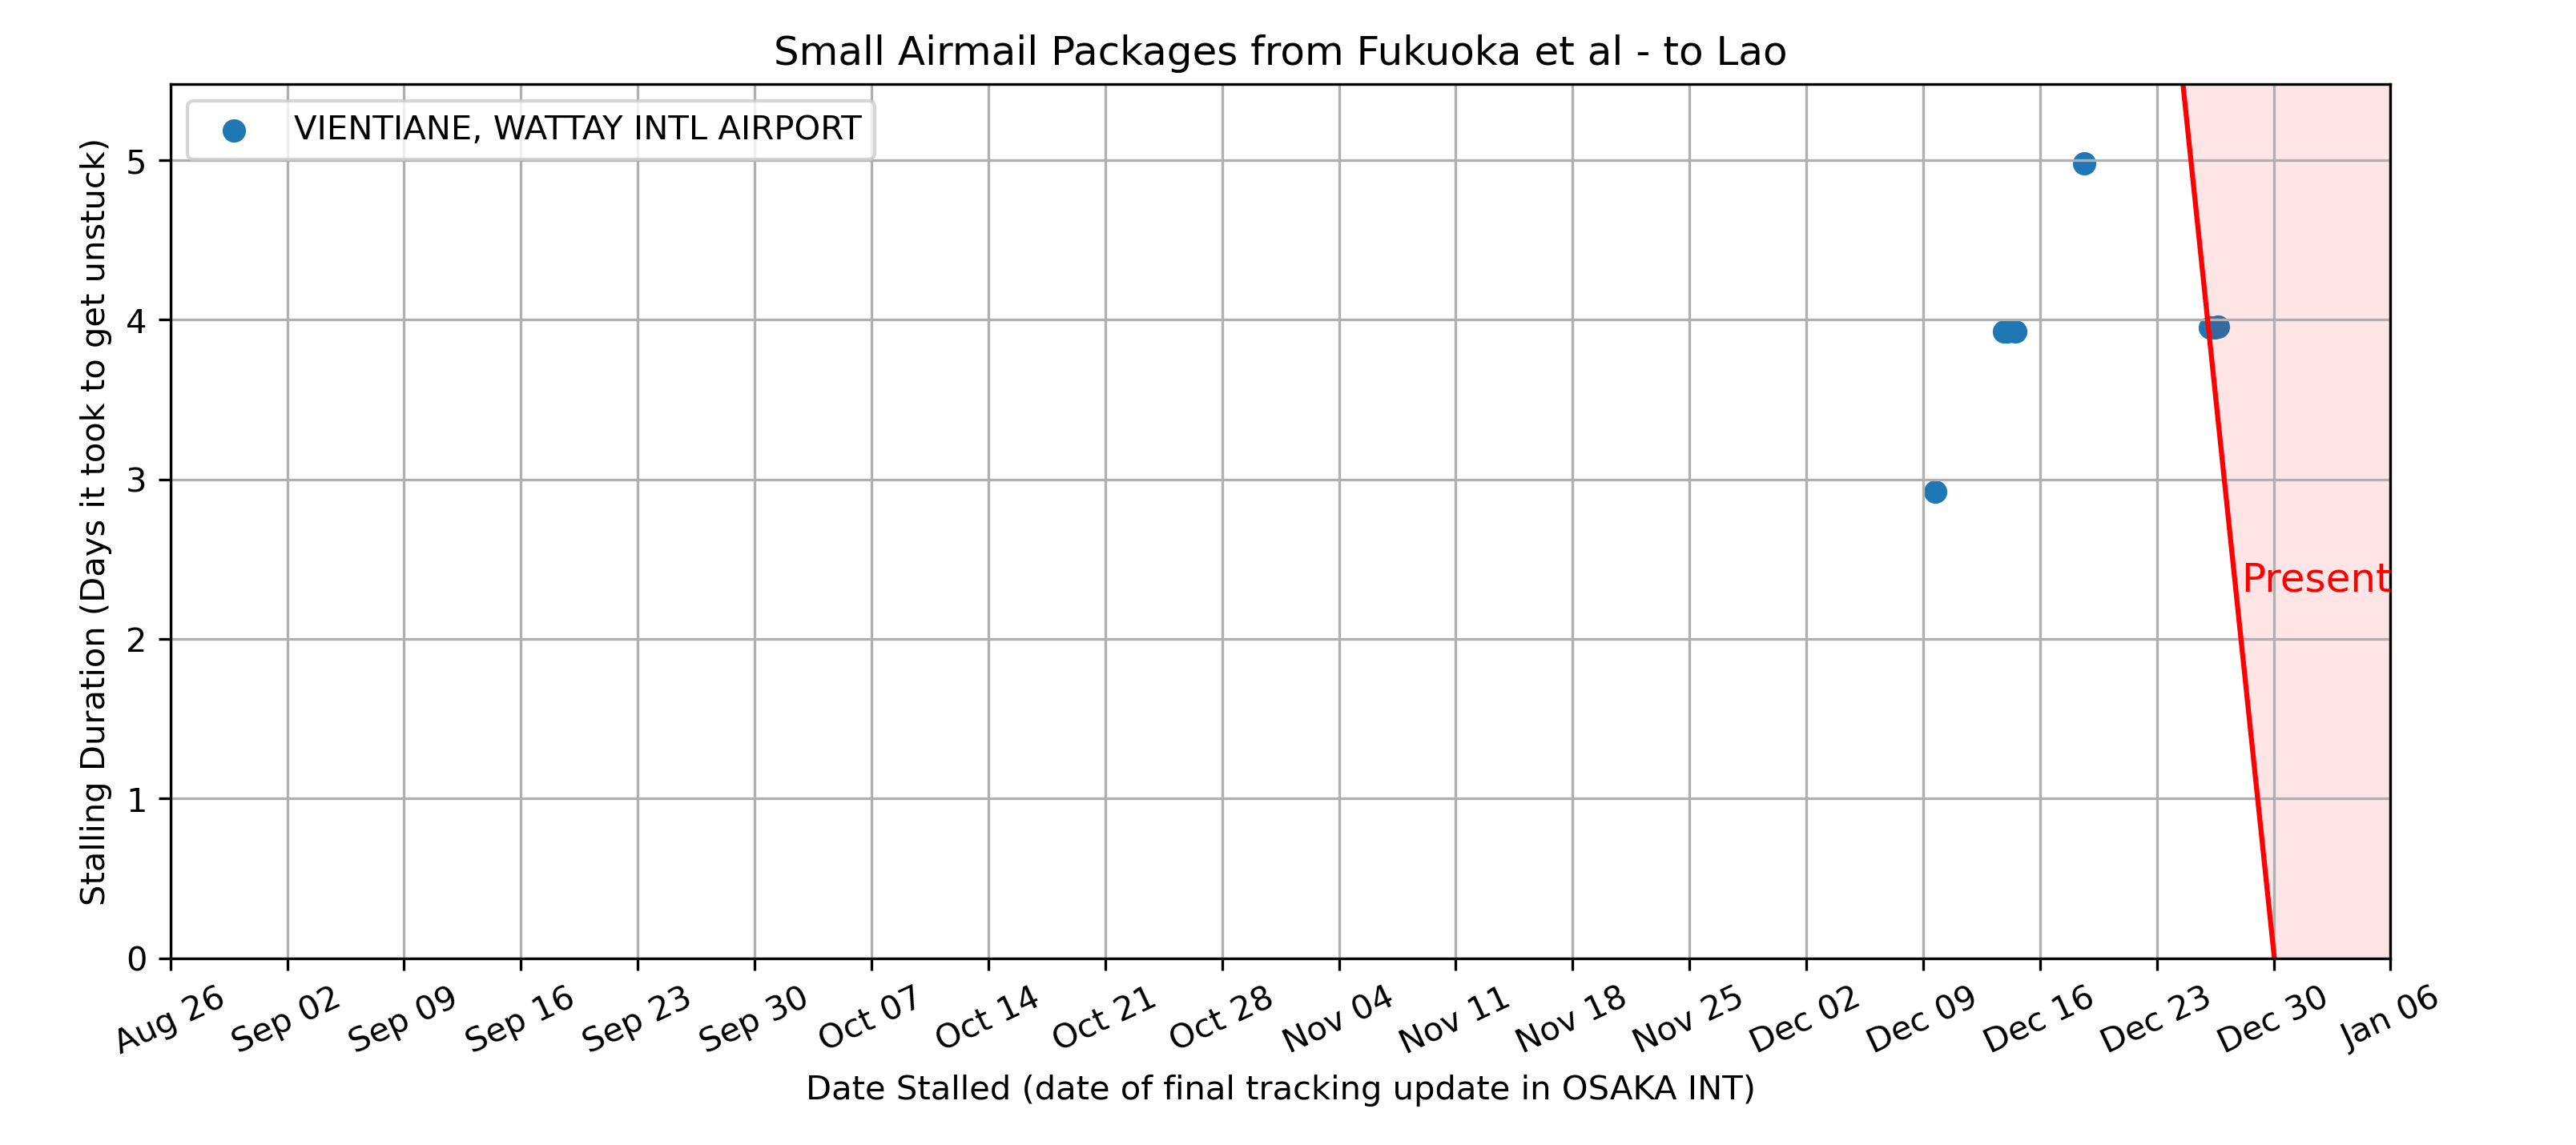 Small Airmail Packages from Fukuoka et al - to Lao
VIENTIANE, WATTAY INTL AIRPORT
Stalling Duration (Days it took to get unstuck)
5
4
3
2
1
0
Present
Aug 26 Sep 02 Sep 09 Sep 16 Sep 23 Sep 30 Oct 07 Oct 14 Oct 21 Oct 28 Nov 04 Nov 11 Nov 18 Nov 25 Dec 02 Dec 09 Dec 16 Dec 23 Dec 30 Jan 06
Date Stalled (date of final tracking update in OSAKA INT)